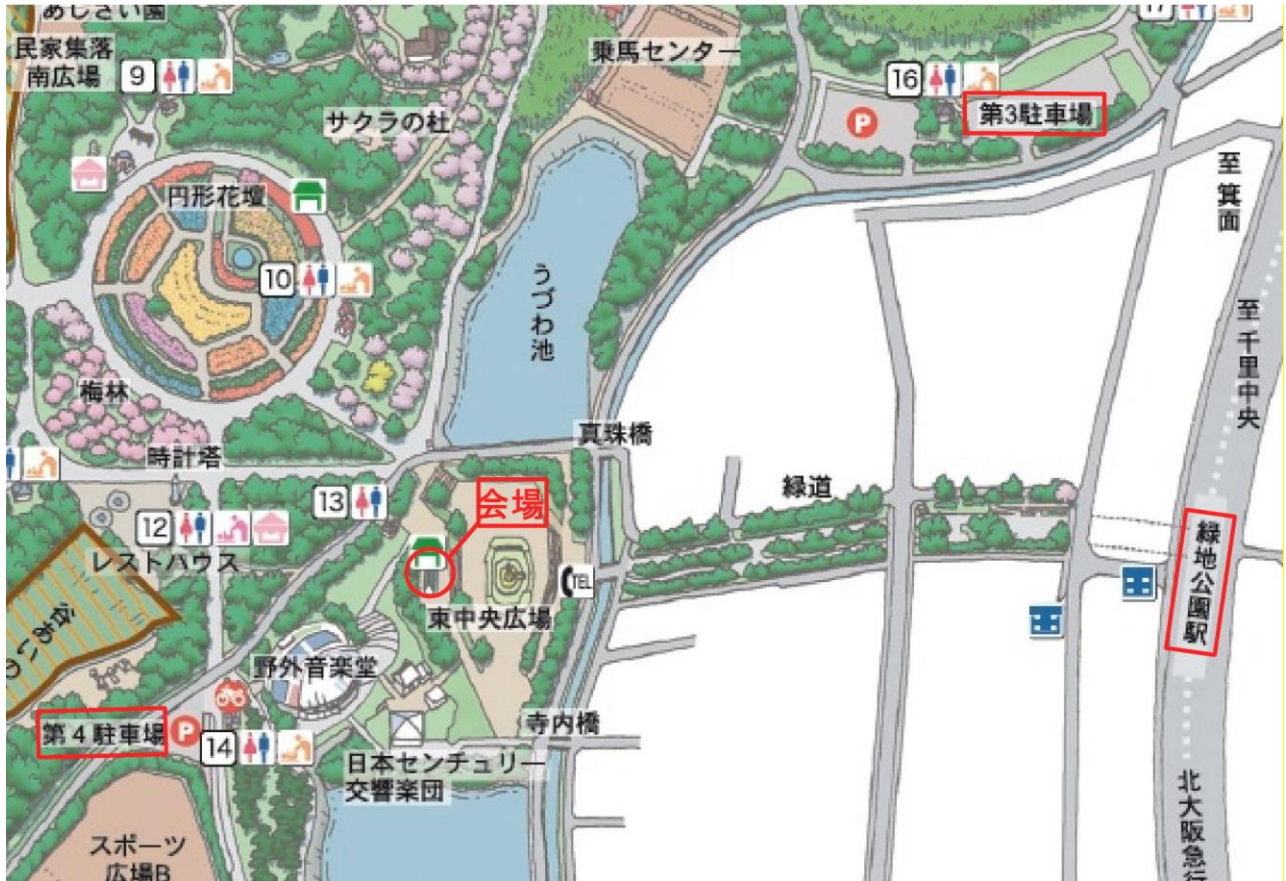 あじさい園
民家集落
南広場
9
サクラの杜
乗馬センター
16
第3駐車場
17
P
至箕面
円形花壇
10
うづわ池
至千里中央
梅林
時計塔
真珠橋
13
会場
緑道
12
レストハウス
TEL
緑地公園駅
東中央広場
野外音楽堂
第4駐車場
P
14
寺内橋
日本センチュリー
交響楽団
スポーツ
広場B
北大阪急行